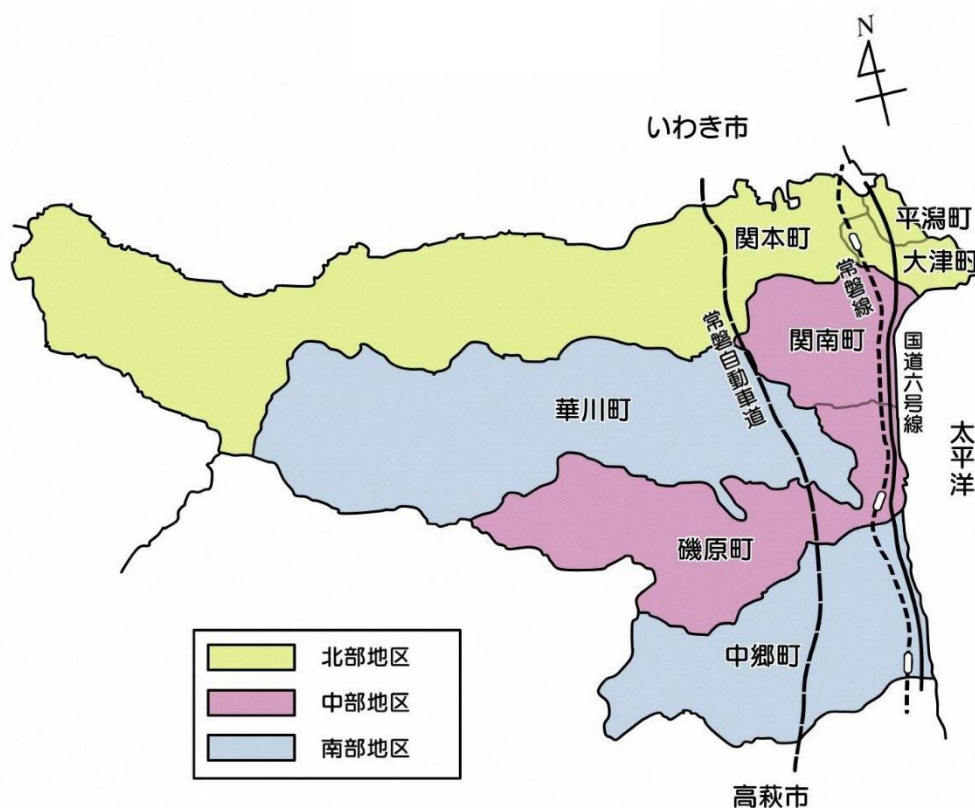 N
いわき市
平潟町
関本町
大津町
常磐線
関南町
常磐自動車道
国道六号線
華川町
太平洋
磯原町
中郷町
北部地区
中部地区
南部地区
高萩市